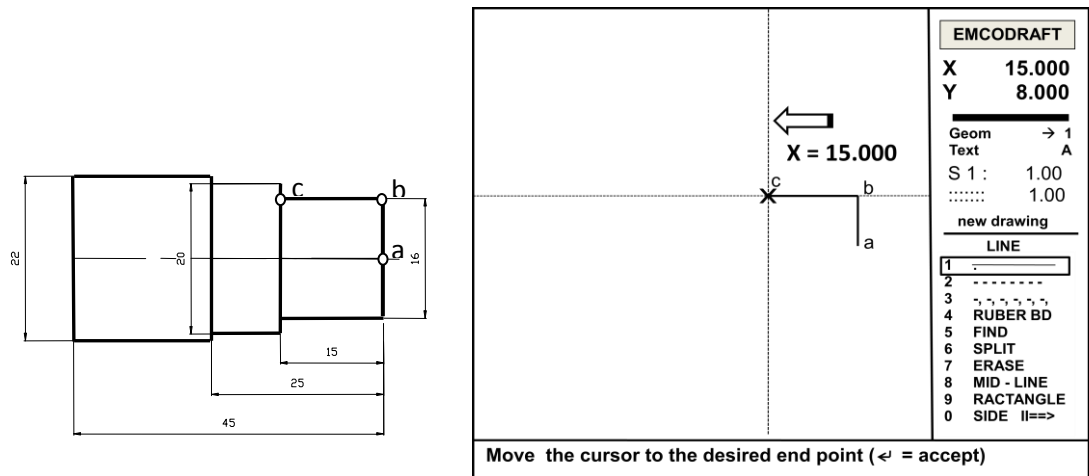 c
b
a
22
20
16
15
25
45
X = 15.000
c
b
a
EMCODRAFT
X 15.000
Y 8.000
Geom → 1
Text A
S 1 : 1.00
::::::: 1.00
new drawing
LINE
1
2 - - - - - - - -
3 -, -, -, -, -, -,
4 RUBER BD
5 FIND
6 SPLIT
7 ERASE
8 MID - LINE
9 RACTANGLE
0 SIDE II==>
Move the cursor to the desired end point (↵ = accept)